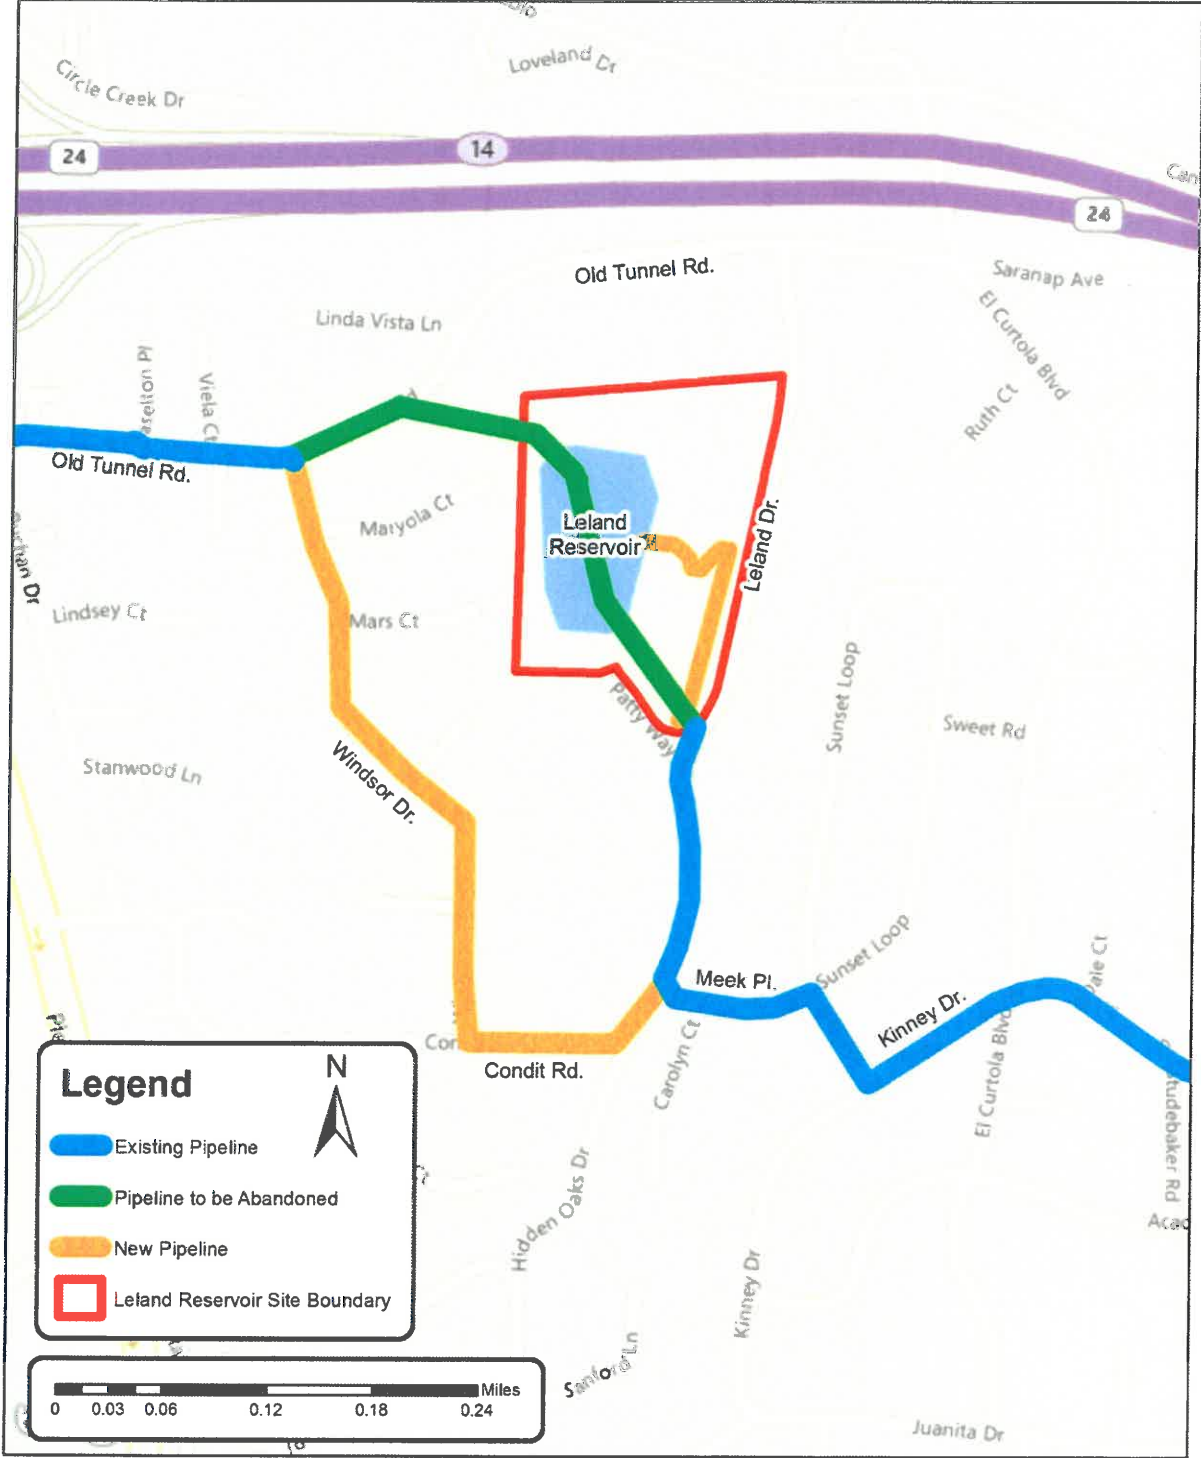 Loveland Dr
Circle Creek Dr
24
14
24
Old Tunnel Rd.
Saranap Ave
El Curtola Blvd
Linda Vista Ln
Viela Ct
Ruth Ct
Old Tunnel Rd.
Maryola Ct
Leland
Reservoir
Leland Dr.
Lindsey Ct
Mars Ct
Sunset Loop
Patty Way
Sweet Rd
Stanwood Ln
Windsor Dr.
Sunset Loop
Meek Pl.
Kinney Dr.
Condit Rd.
Carolyn Ct
El Curtola Blvd
Studebaker Rd
Hidden Oaks Dr
Kinney Dr
Sanford Ln
Juanita Dr
Legend
N
Existing Pipeline
Pipeline to be Abandoned
New Pipeline
Leland Reservoir Site Boundary
Miles
0 0.03 0.06 0.12 0.18 0.24